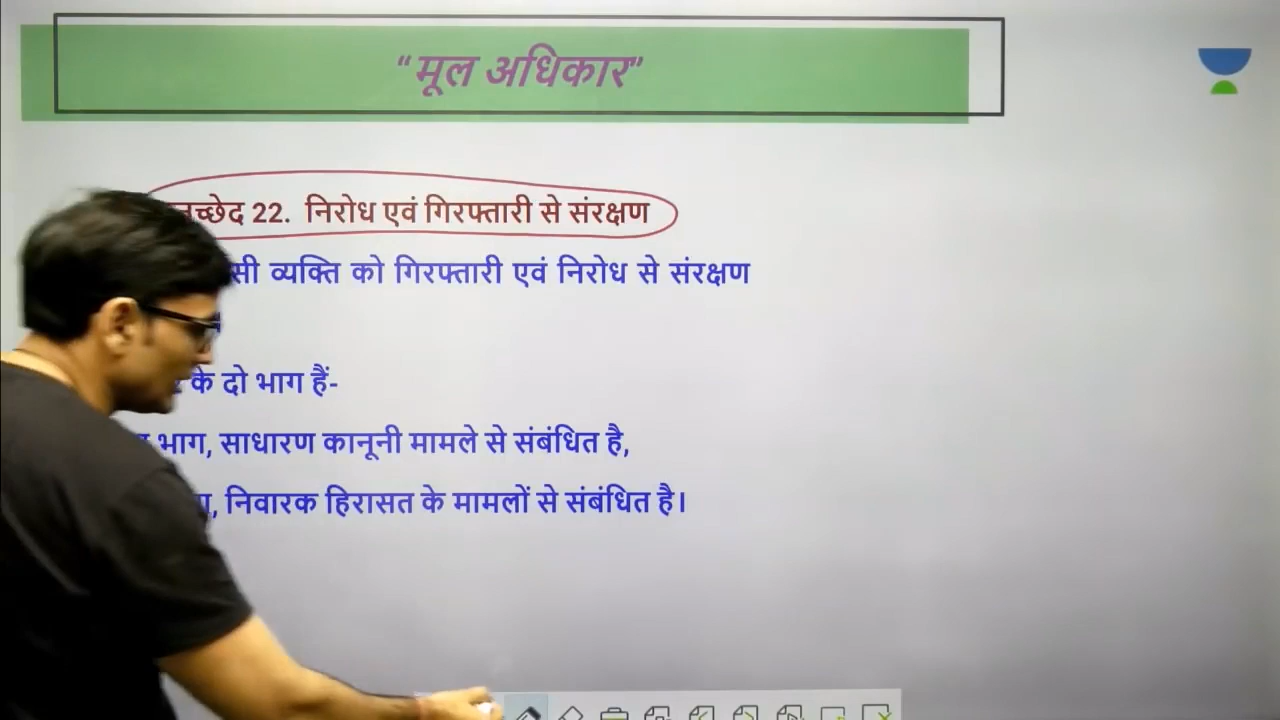 “मूल अधिकार”
22. निरोध एवं गिरफ्तारी से संरक्षण
व्यक्ति को गिरफ्तारी एवं निरोध से संरक्षण
के दो भाग हैं-
भाग, साधारण कानूनी मामले से संबंधित है,
निवारक हिरासत के मामलों से संबंधित है।